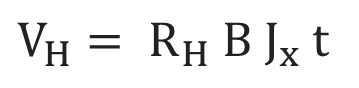 V_H = R_H B J_x t